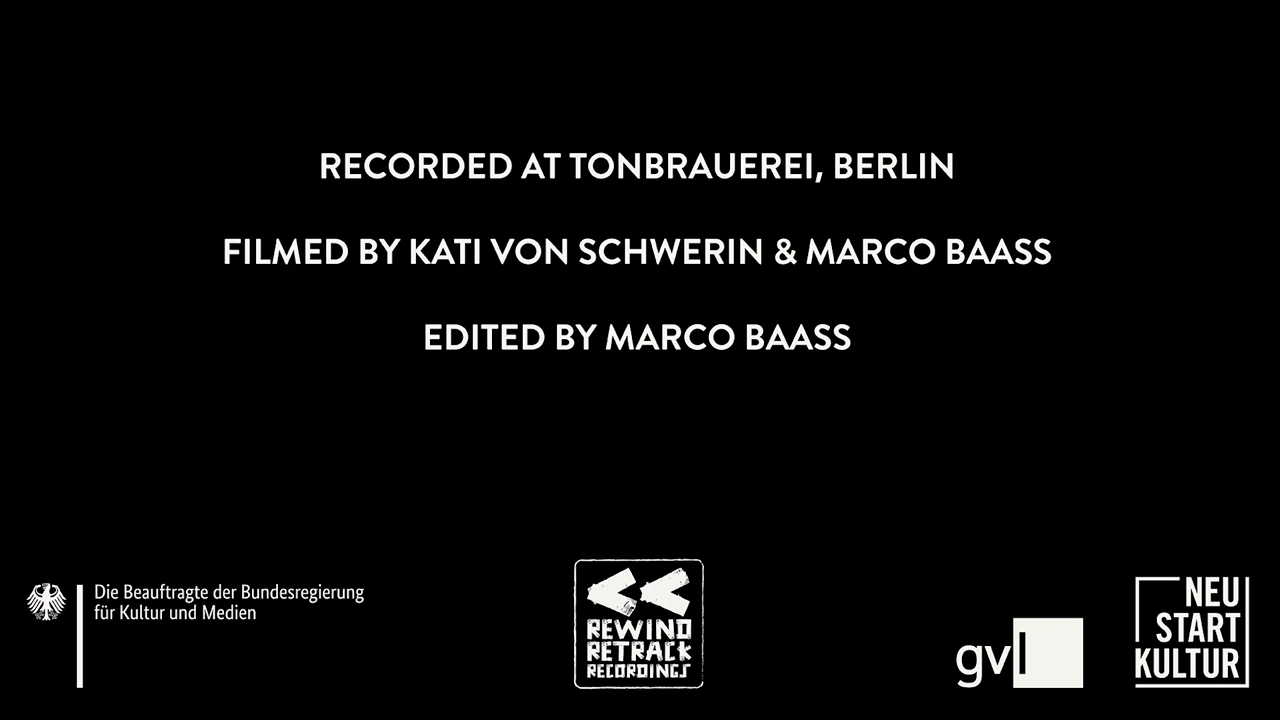 RECORDED AT TONBRAUEREI, BERLIN
FILMED BY KATI VON SCHWERIN & MARCO BAASS
EDITED BY MARCO BAASS
Die Beauftragte der Bundesregierung
für Kultur und Medien
REWIND
RETRACK
RECORDINGS
gvl
NEU
START
KULTUR